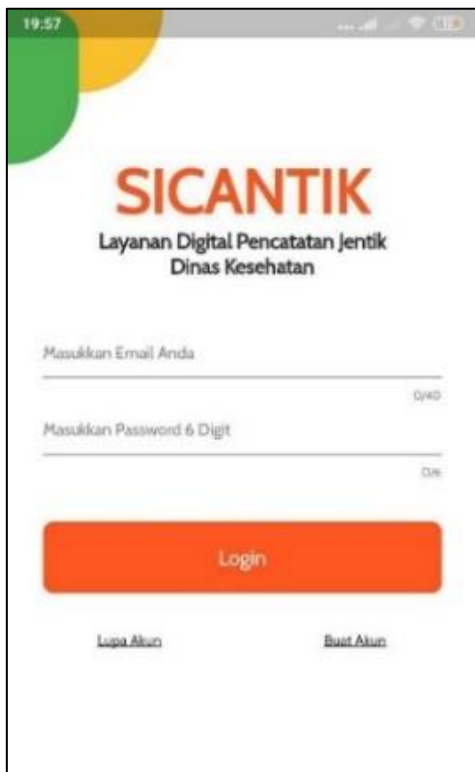 19:57
SICANTIK
Layanan Digital Pencatatan Jentik
Dinas Kesehatan
Masukkan Email Anda
0/40
Masukkan Password 6 Digit
0/6
Login
Lupa Akun
Buat Akun